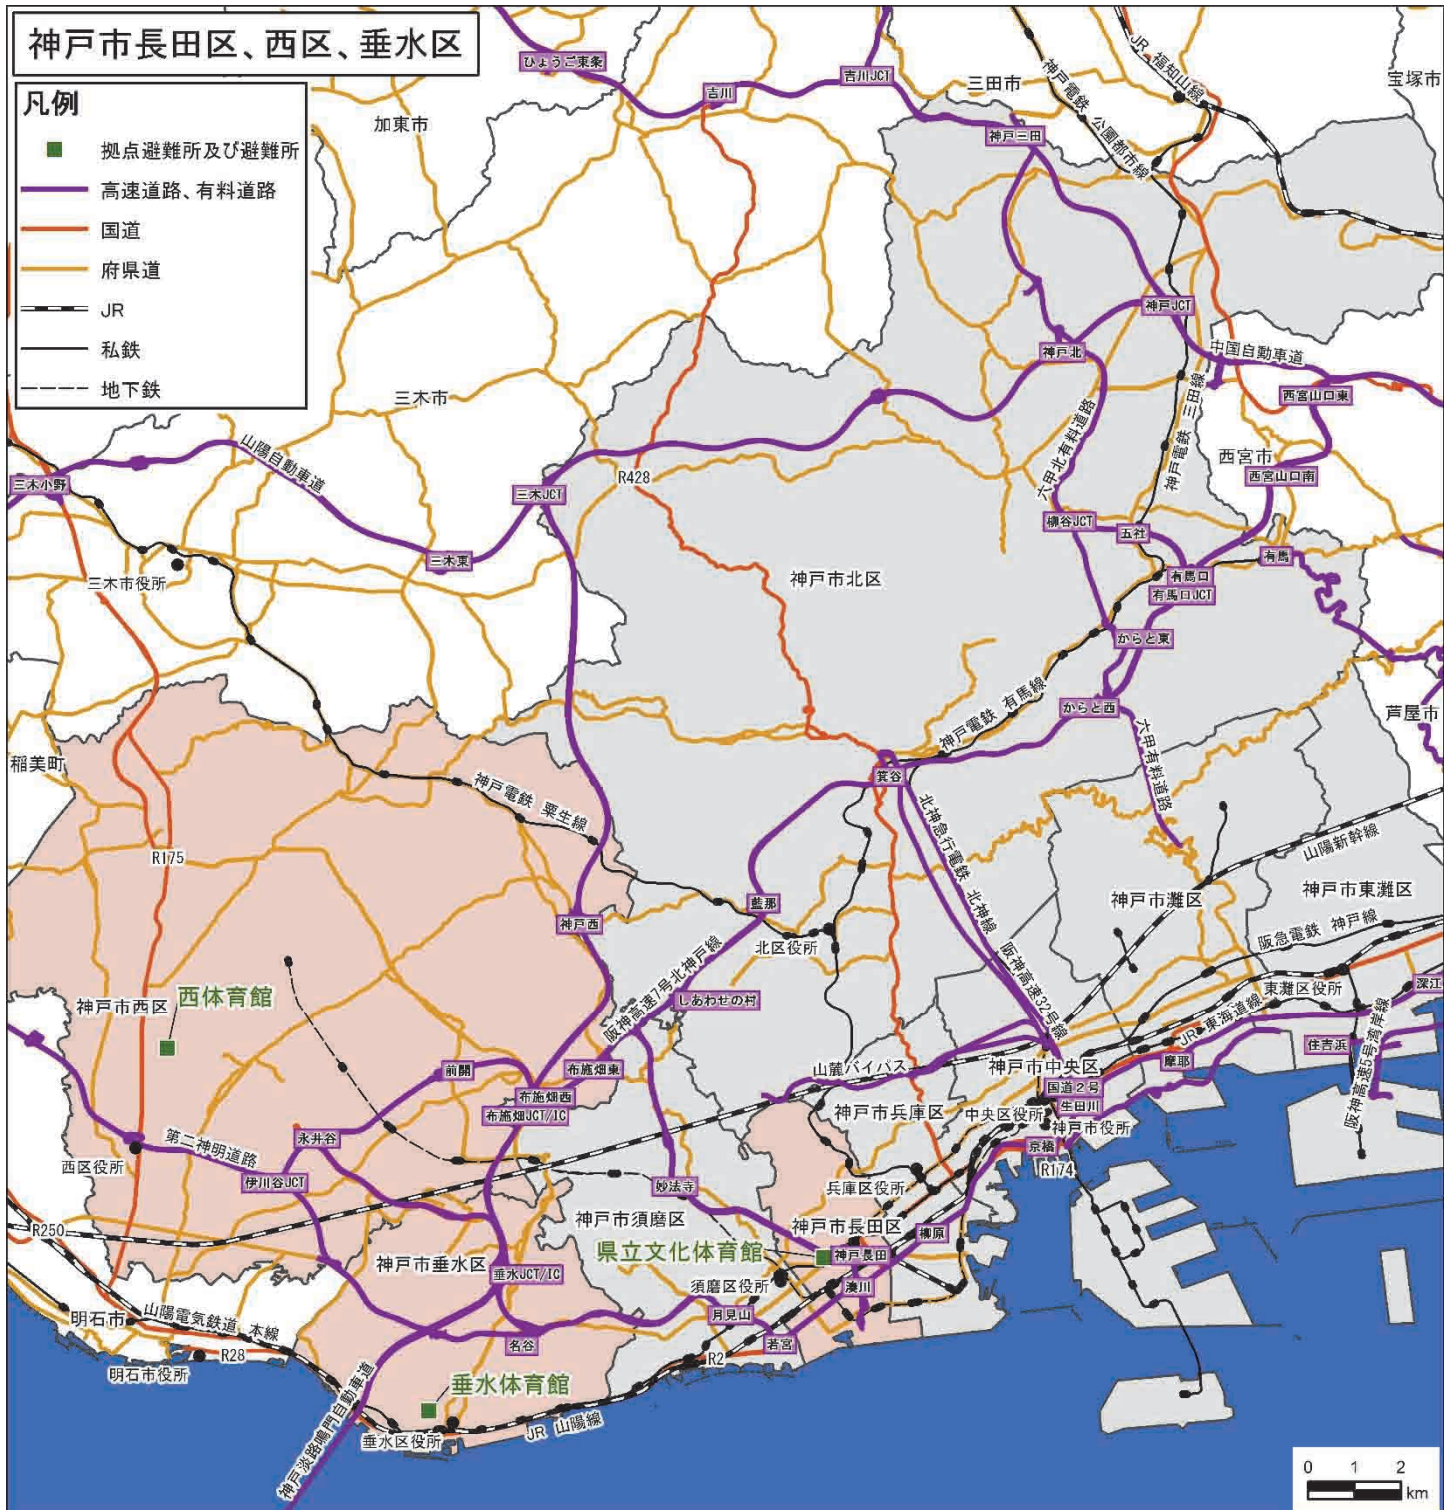 神戸市長田区、西区、垂水区
凡例
拠点避難所及び避難所
高速道路、有料道路
国道
府県道
JR
私鉄
地下鉄
ひょうご東条
吉川
吉川JCT
三田市
神戸電鉄 公園都市線
JR 福知山線
宝塚市
加東市
神戸三田
神戸JCT
神戸北
中国自動車道
西宮山口東
三木市
六甲北有料道路
神戸電鉄 三田線
西宮市
西宮山口南
山陽自動車道
三木小野
三木JCT
R428
柳谷JCT
五社
有馬
三木東
三木市役所
神戸市北区
有馬口
有馬口JCT
からと東
からと西
神戸電鉄 有馬線
六甲有料道路
芦屋市
稲美町
神戸電鉄 粟生線
箕谷
北神急行電鉄 北神線
山陽新幹線
R175
神戸市灘区
神戸市東灘区
藍那
神戸西
北区役所
阪神高速7号北神戸線
阪神高速32号線
阪急電鉄 神戸線
神戸市西区
西体育館
しあわせの村
東灘区役所
深江
JR 東海道線
住吉浜
阪神高速5号湾岸線
前開
布施畑東
山麓バイパス
神戸市中央区
摩耶
布施畑西
布施畑JCT/IC
国道2号
生田川
神戸市兵庫区
中央区役所
神戸市役所
永井谷
第二神明道路
西区役所
伊川谷JCT
京橋
R174
妙法寺
兵庫区役所
R250
神戸市須磨区
神戸市長田区
柳原
神戸市垂水区
県立文化体育館
神戸長田
垂水JCT/IC
須磨区役所
湊川
明石市
山陽電気鉄道 本線
月見山
名谷
若宮
R28
R2
明石市役所
垂水体育館
神戸淡路鳴門自動車道
垂水区役所
JR 山陽線
0 1 2
km